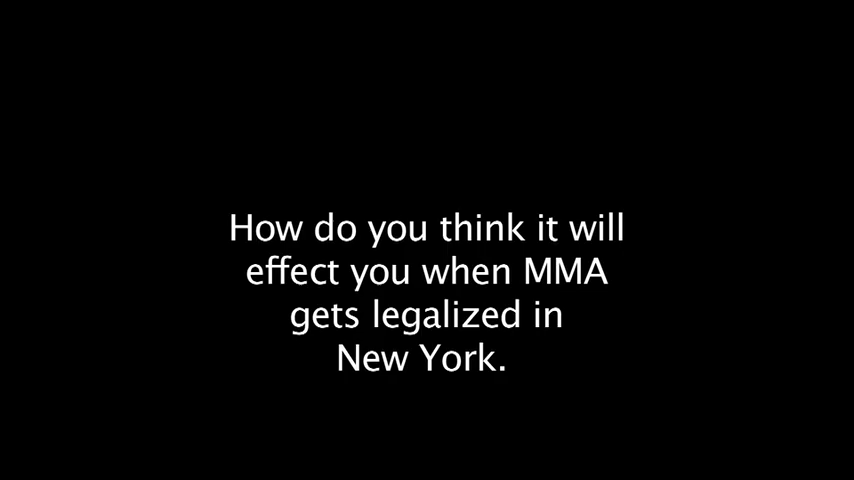 How do you think it will
effect you when MMA
gets legalized in
New York.